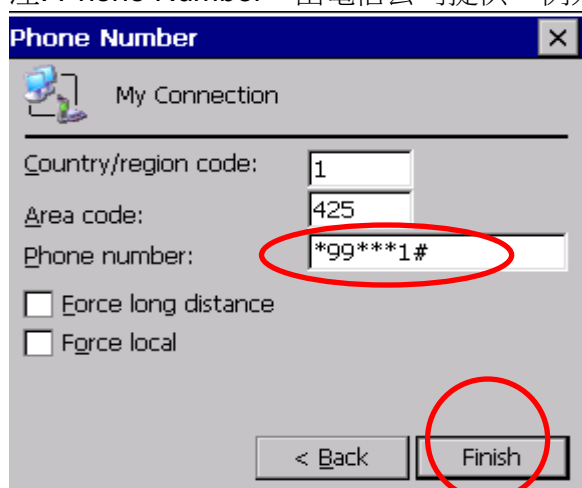 Phone Number
My Connection
Country/region code: 1
Area code: 425
Phone number: *99***1#
Force long distance
Force local
< Back Finish